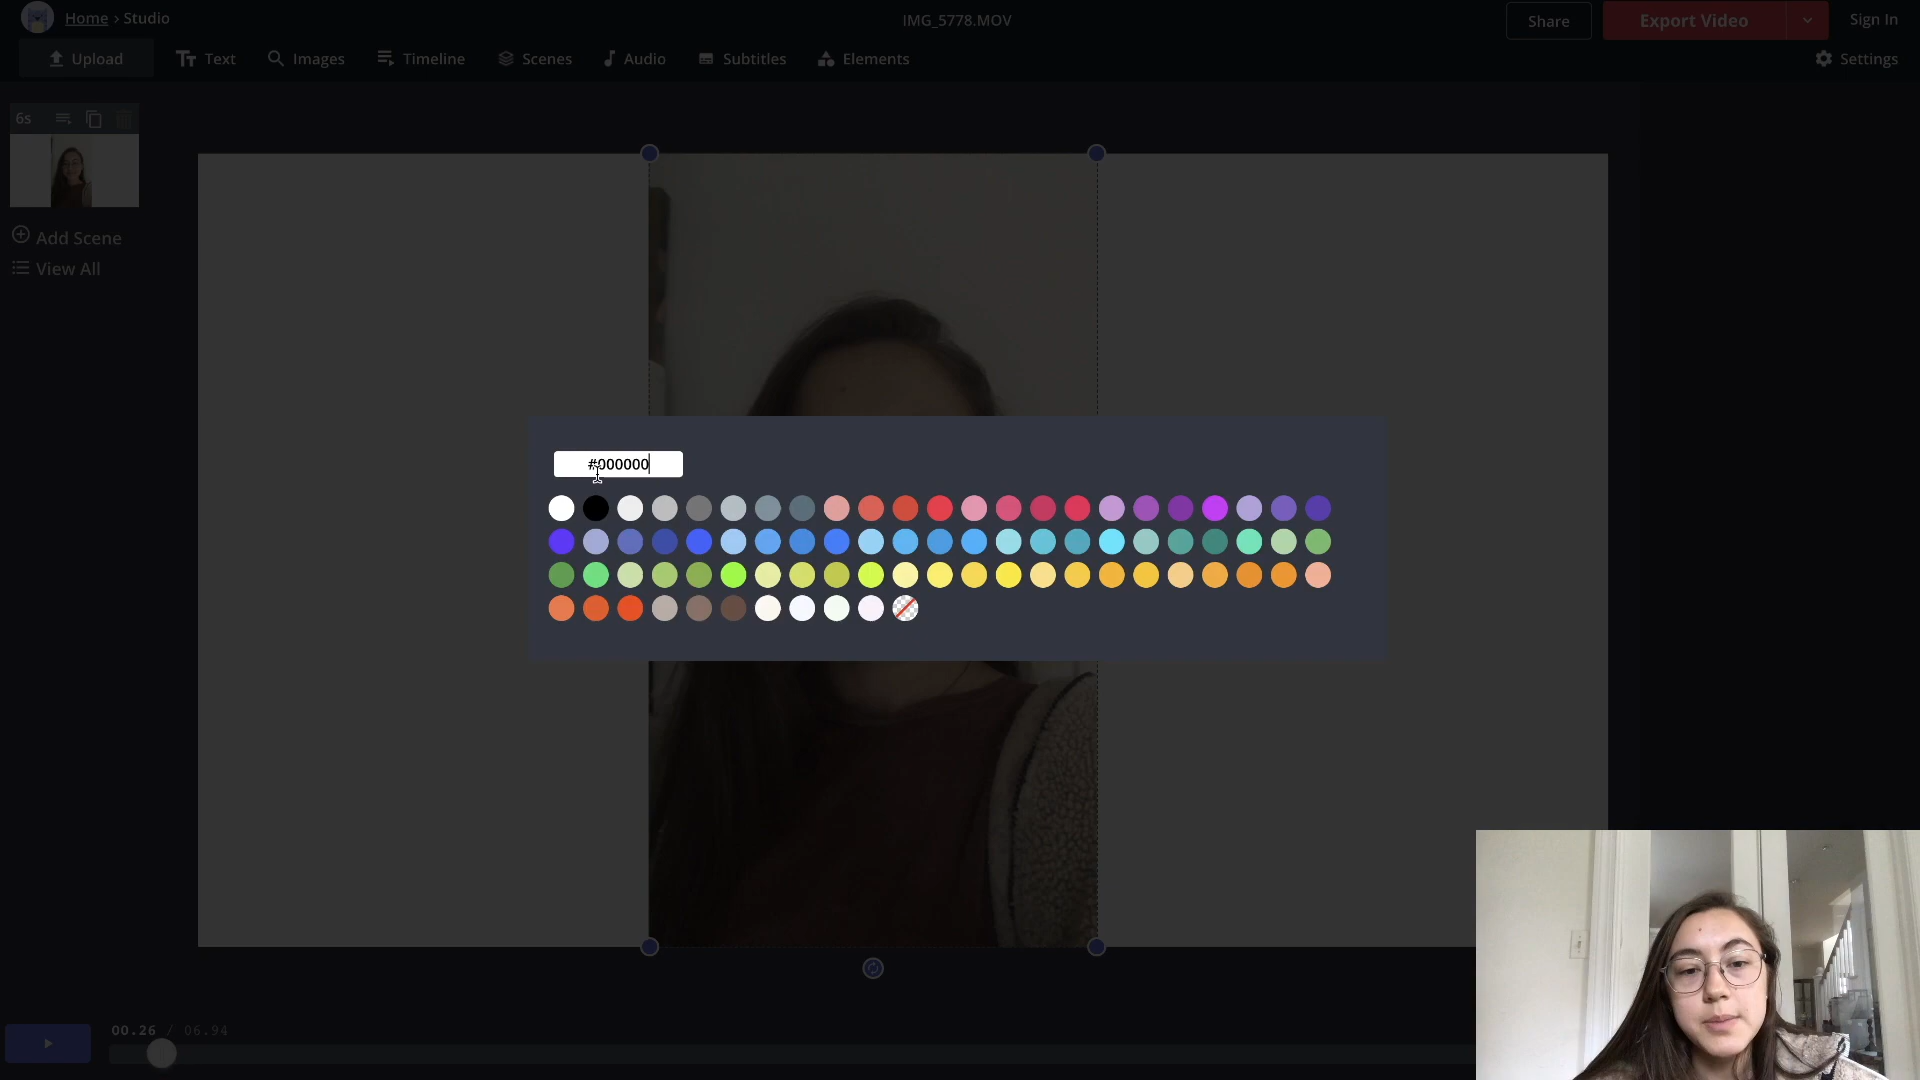 Home › Studio
IMG_5778.MOV
Share
Export Video
Sign In
Upload
Text
Images
Timeline
Scenes
Audio
Subtitles
Elements
Settings
6s
Add Scene
View All
#000000
00.26 / 06.94